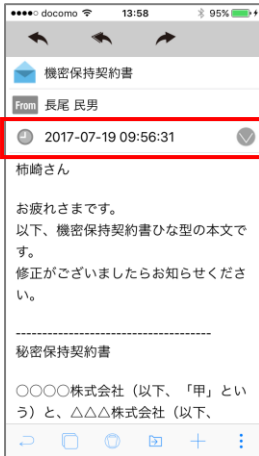 docomo 13:58 95%
機密保持契約書
From 長尾 民男
2017-07-19 09:56:31
柿崎さん
お疲れさまです。
以下、機密保持契約書ひな型の本文で
す。
修正がございましたらお知らせくださ
い。
------------------------------------
秘密保持契約書
○○○○株式会社（以下、「甲」とい
う）と、△△△株式会社（以下、